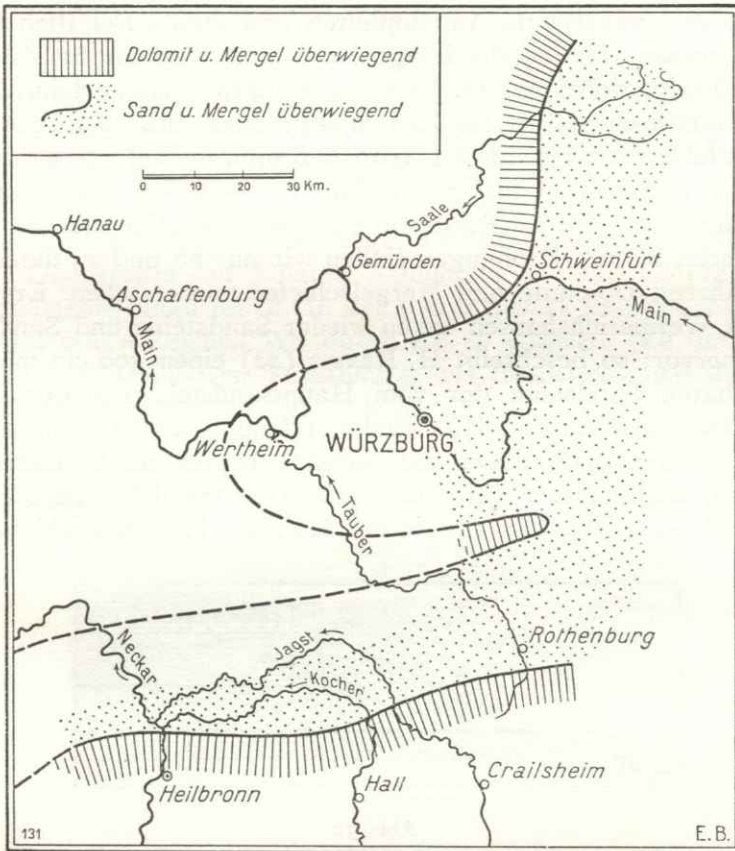 Dolomit u. Mergel überwiegend
Sand u. Mergel überwiegend
0 10 20 30 Km.
Hanau
Saale
Gemünden
Schweinfurt
Aschaffenburg
Main
Main
Wertheim
WÜRZBURG
Tauber
Neckar
Jagst
Rothenburg
Kocher
Heilbronn
Hall
Crailsheim
131
E.B.